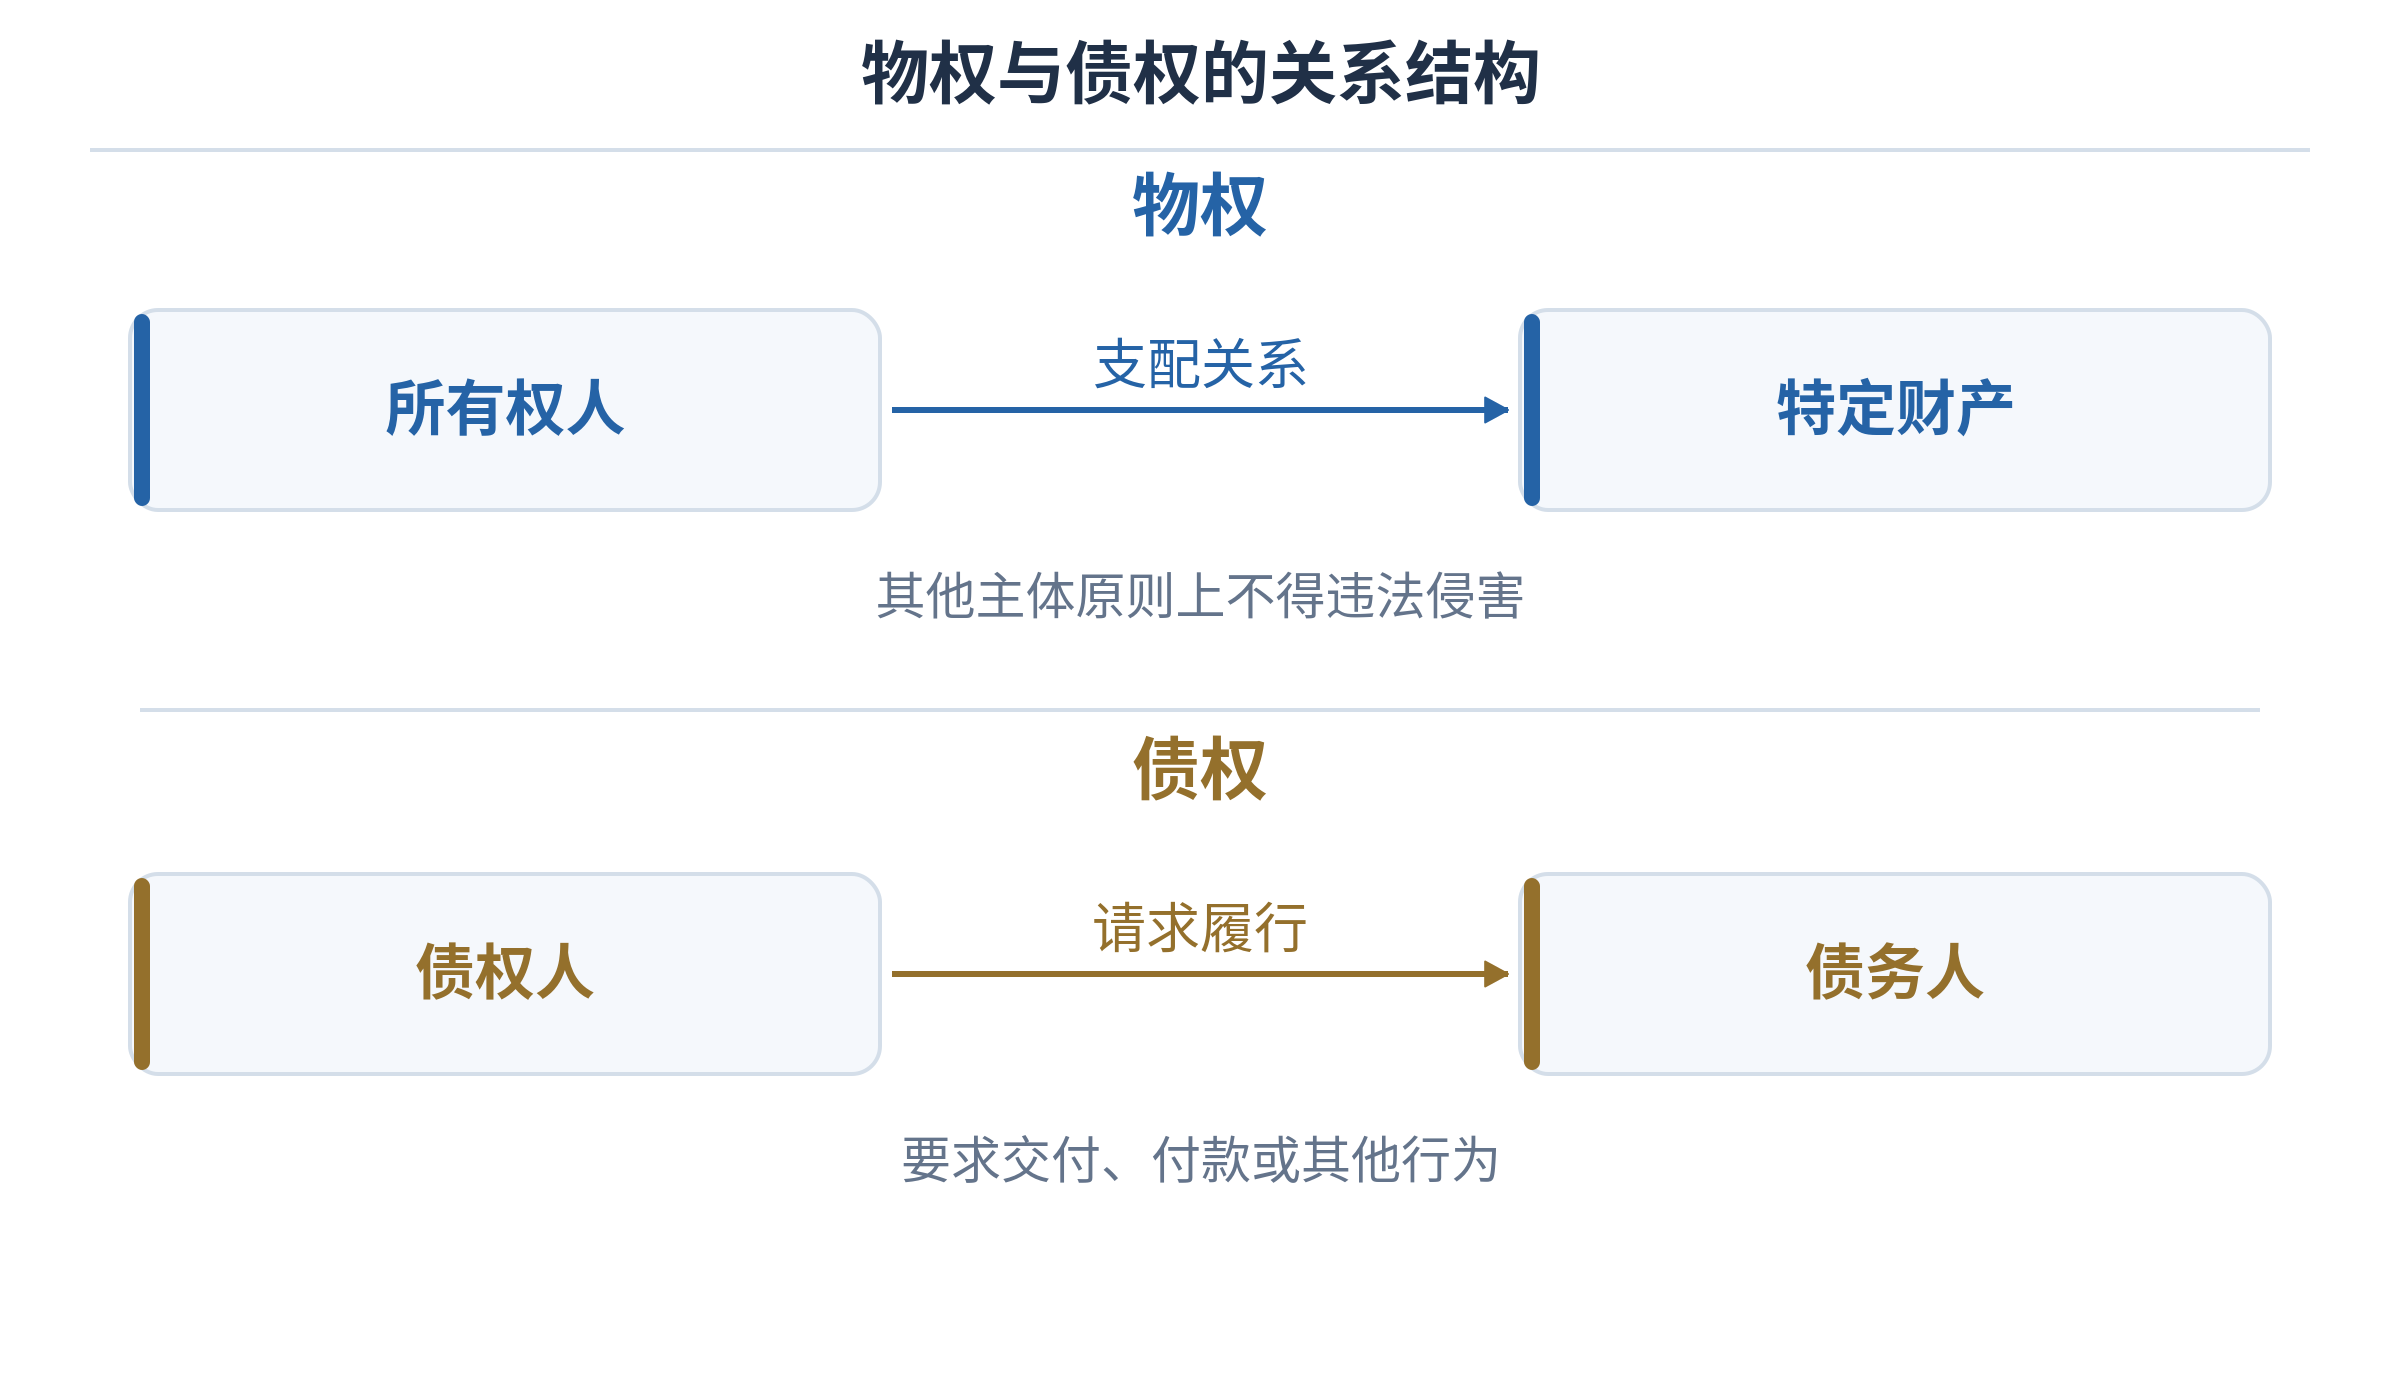 物权与债权的关系结构
物权
所有权人
支配关系
特定财产
其他主体原则上不得违法侵害
债权
债权人
请求履行
债务人
要求交付、付款或其他行为